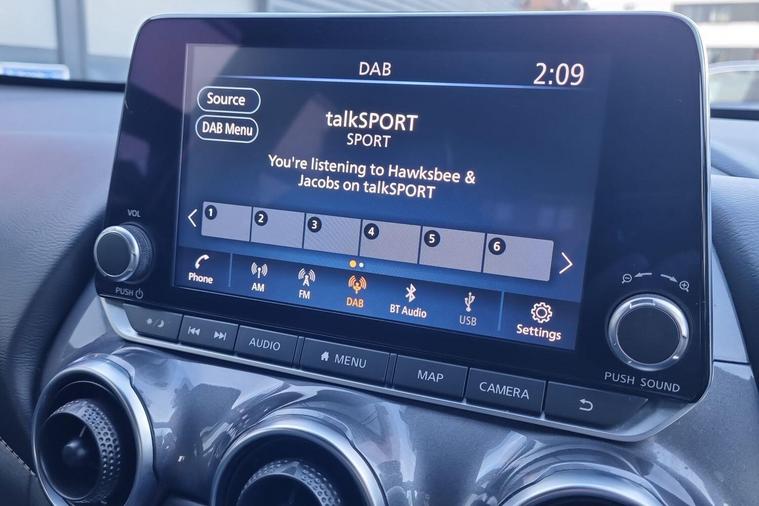 DAB
2:09
Source
DAB Menu
talkSPORT
SPORT
You're listening to Hawksbee &
Jacobs on talkSPORT
1 2 3 4 5 6
Phone
AM
FM
DAB
BT Audio
USB
Settings
VOL
PUSH
AUDIO
MENU
MAP
CAMERA
PUSH SOUND